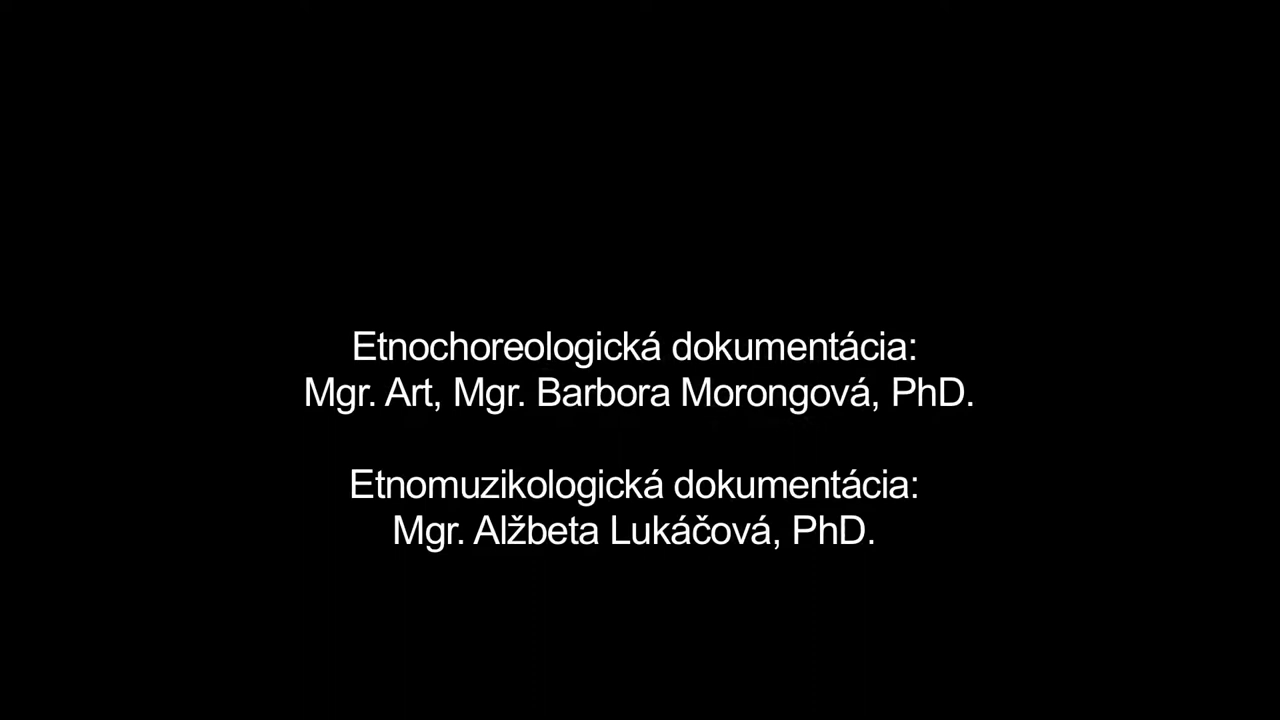 Etnochoreologická dokumentácia:
Mgr. Art, Mgr. Barbora Morongová, PhD.
Etnomuzikologická dokumentácia:
Mgr. Alžbeta Lukáčová, PhD.